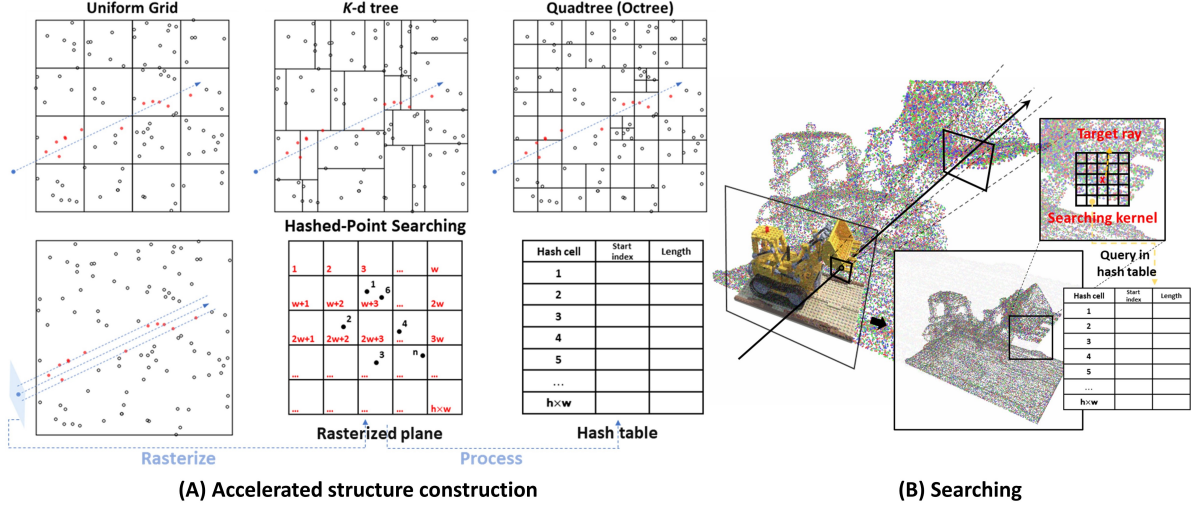 Uniform Grid
K-d tree
Quadtree (Octree)
Hashed-Point Searching
1 2 3 ... w
1 6
w+1 w+2 w+3 ... 2w
2 4
2w+1 2w+2 2w+3 ... 3w
3 n
... ... ... ... ...
... ... ... ... h×w
Rasterized plane
Hash cell Start index Length
1
2
3
4
5
...
h×w
Hash table
Rasterize
Process
(A) Accelerated structure construction
Target ray
x
Searching kernel
Query in
hash table
Hash cell Start index Length
1
2
3
4
5
...
h×w
(B) Searching